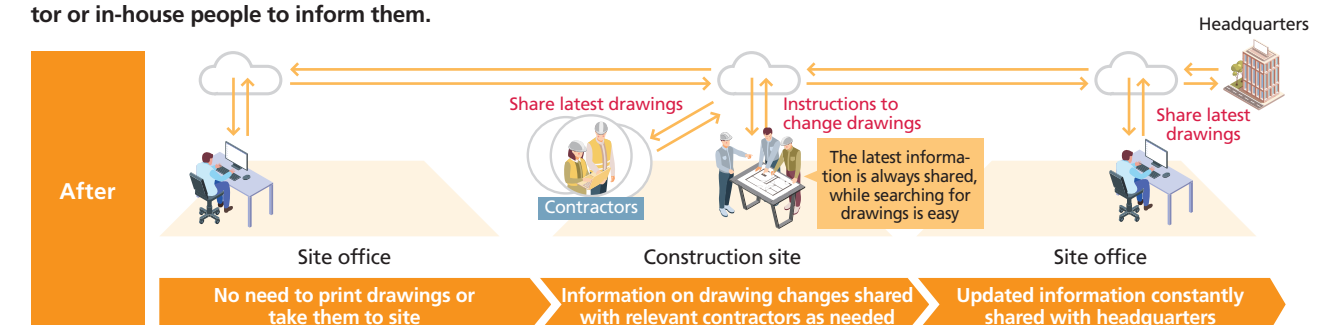 tor or in-house people to inform them.
Headquarters
After
Share latest drawings
Contractors
Instructions to
change drawings
The latest informa-
tion is always shared,
while searching for
drawings is easy
Share latest
drawings
Site office
Construction site
Site office
No need to print drawings or
take them to site
Information on drawing changes shared
with relevant contractors as needed
Updated information constantly
shared with headquarters